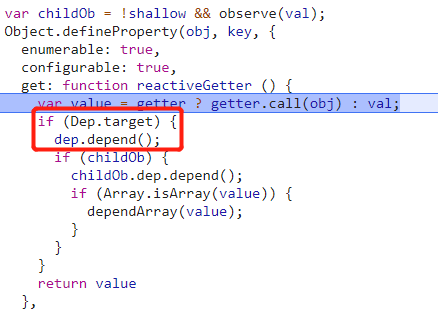 var childOb = !shallow && observe(val);
Object.defineProperty(obj, key, {
  enumerable: true,
  configurable: true,
  get: function reactiveGetter () {
    var value = getter ? getter.call(obj) : val;
    if (Dep.target) {
      dep.depend();
      if (childOb) {
        childOb.dep.depend();
        if (Array.isArray(value)) {
          dependArray(value);
        }
      }
    }
    return value
  },